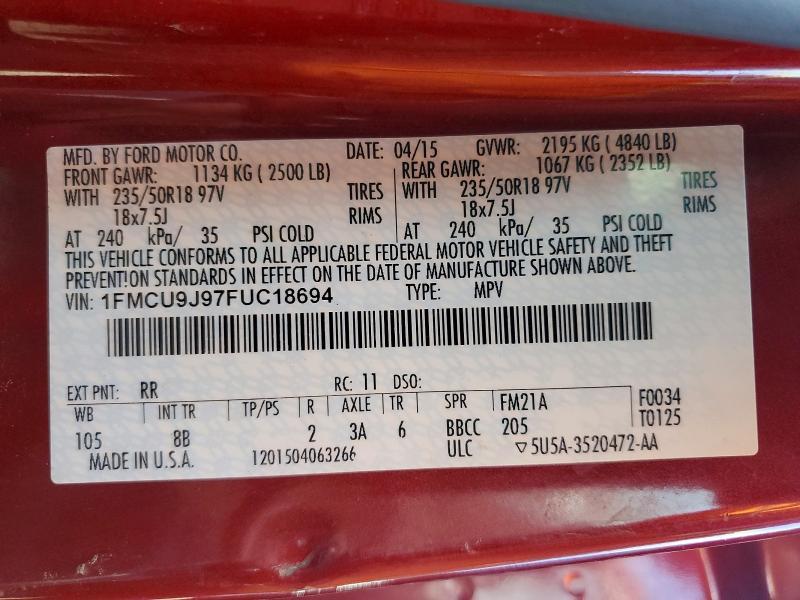 MFD. BY FORD MOTOR CO. DATE: 04/15 GVWR: 2195 KG ( 4840 LB)
FRONT GAWR: 1134 KG ( 2500 LB) REAR GAWR: 1067 KG ( 2352 LB)
WITH 235/50R18 97V TIRES WITH 235/50R18 97V TIRES
18x7.5J RIMS 18x7.5J RIMS
AT 240 kPa/ 35 PSI COLD AT 240 kPa/ 35 PSI COLD
THIS VEHICLE CONFORMS TO ALL APPLICABLE FEDERAL MOTOR VEHICLE SAFETY AND THEFT
PREVENTION STANDARDS IN EFFECT ON THE DATE OF MANUFACTURE SHOWN ABOVE.
VIN: 1FMCU9J97FUC18694 TYPE: MPV
EXT PNT: RR RC: 11 DSO:
WB INT TR TP/PS R AXLE TR SPR FM21A F0034
105 8B 2 3A 6 BBCC 205 T0125
MADE IN U.S.A. 1201504063266 ULC ▽5U5A-3520472-AA